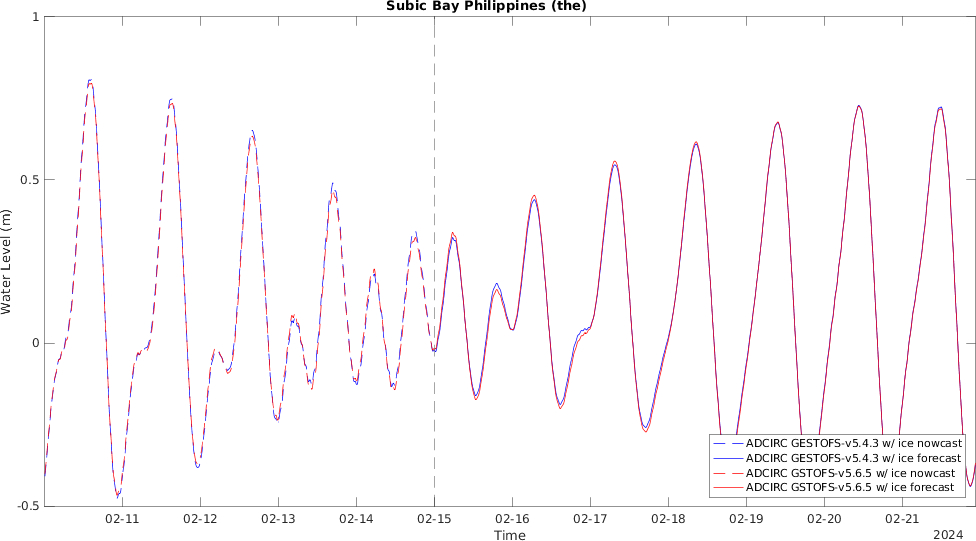 Subic Bay Philippines (the)
1
0.5
0
-0.5
Water Level (m)
02-11 02-12 02-13 02-14 02-15 02-16 02-17 02-18 02-19 02-20 02-21
Time
2024
ADCIRC GESTOFS-v5.4.3 w/ ice nowcast
ADCIRC GESTOFS-v5.4.3 w/ ice forecast
ADCIRC GSTOFS-v5.6.5 w/ ice nowcast
ADCIRC GSTOFS-v5.6.5 w/ ice forecast